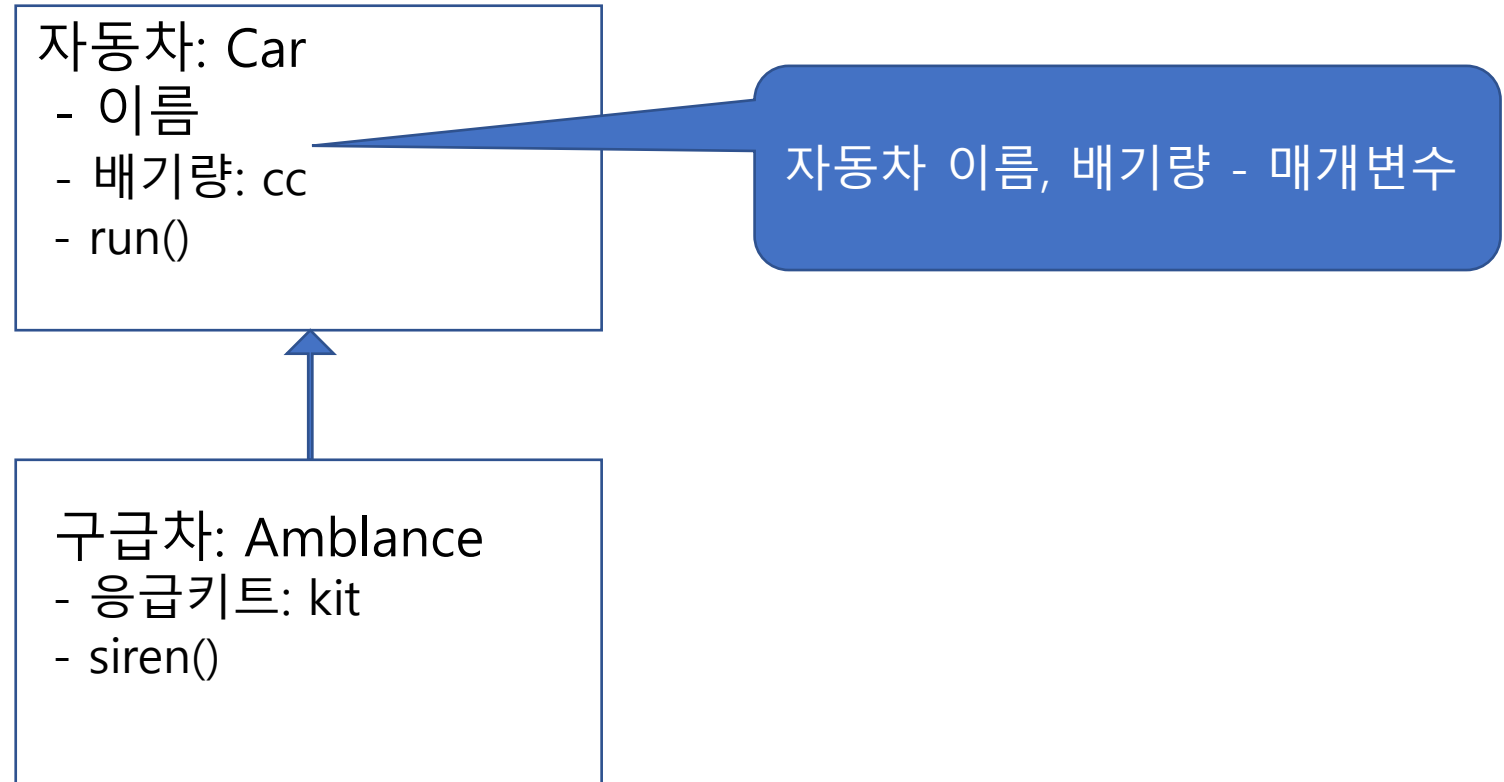 자동차: Car
- 이름
- 배기량: cc
- run()
자동차 이름, 배기량 - 매개변수
구급차: Amblance
- 응급키트: kit
- siren()